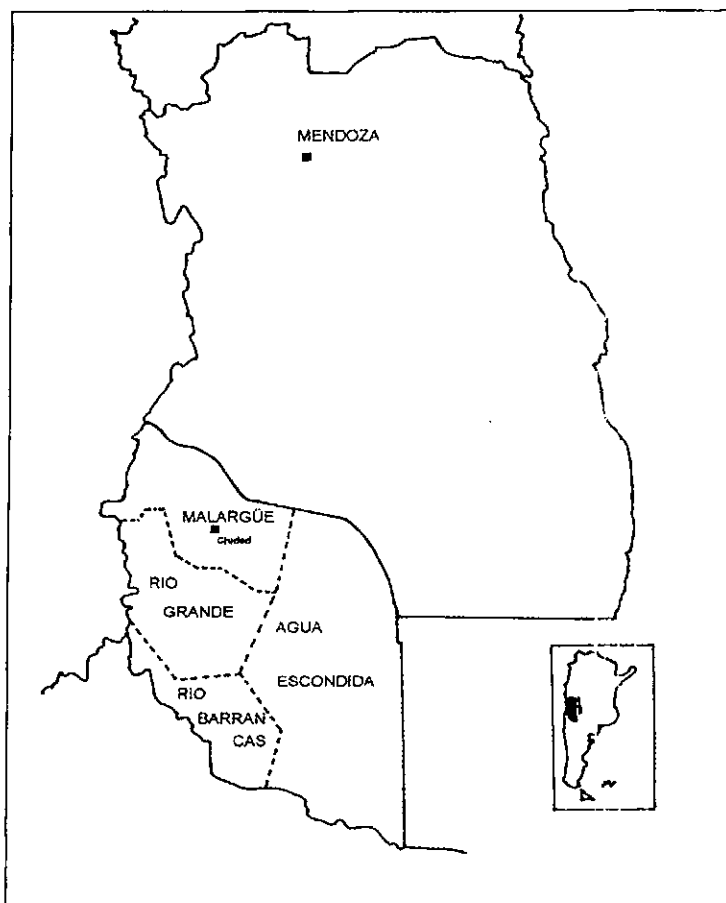 MENDOZA
MALARGÜE
Ciudad
RIO
GRANDE
AGUA
ESCONDIDA
RIO
BARRAN
CAS